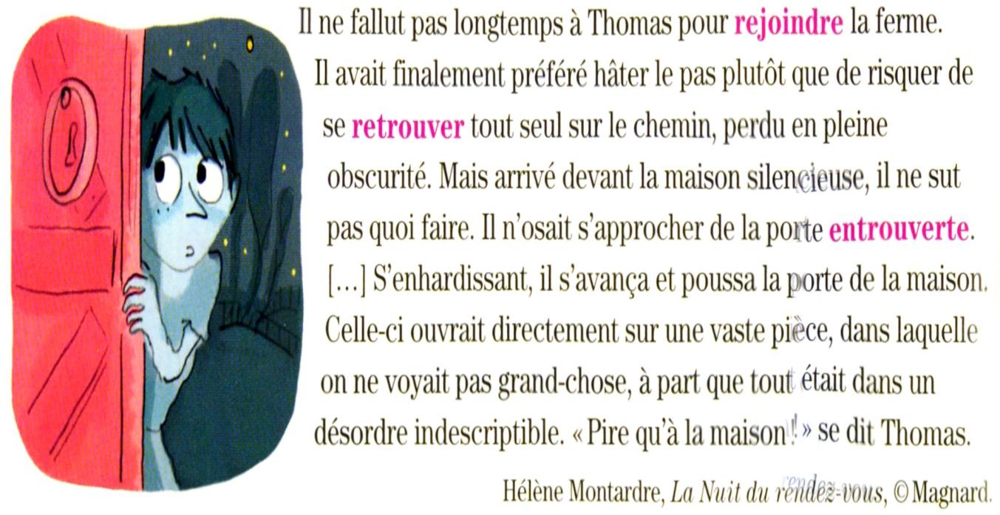 Il ne fallut pas longtemps à Thomas pour rejoindre la ferme.
Il avait finalement préféré hâter le pas plutôt que de risquer de
se retrouver tout seul sur le chemin, perdu en pleine
obscurité. Mais arrivé devant la maison silencieuse, il ne sut
pas quoi faire. Il n'osait s'approcher de la porte entrouverte.
[…] S'enhardissant, il s'avança et poussa la porte de la maison.
Celle-ci ouvrait directement sur une vaste pièce, dans laquelle
on ne voyait pas grand-chose, à part que tout était dans un
désordre indescriptible. « Pire qu'à la maison ! » se dit Thomas.
Hélène Montardre, La Nuit du rendez-vous, © Magnard.